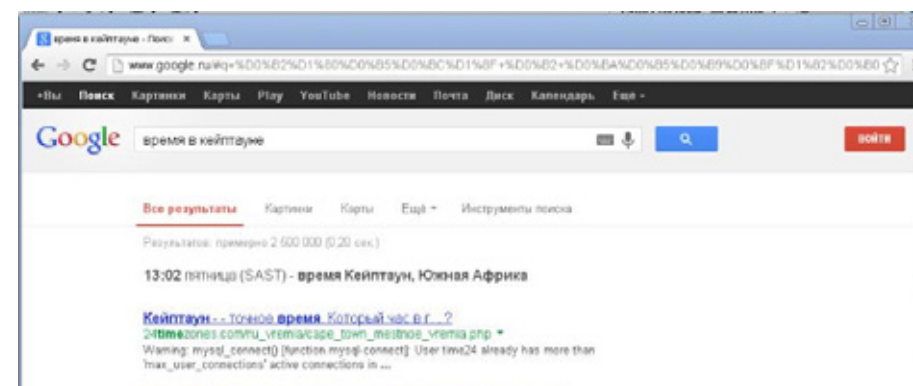 время в кейптауне - Поис
www.google.ru/#q=%D0%B2%D1%80%D0%B5%D0%BC%D1%8F+%D0%B2+%D0%BA%D0%B5%D0%B9%D0%BF%D1%82%D0%B0
+Вы Поиск Картинки Карты Play YouTube Новости Почта Диск Календарь Ещё
Google время в кейптауне ВОЙТИ
Все результаты Картинки Карты Ещё Инструменты поиска
Результатов: примерно 2 600 000 (0,20 сек.)
13:02 пятница (SAST) - время Кейптаун, Южная Африка
Кейптаун - - точное время. Который час в г. ...?
24timezones.com/ru_vremia/cape_town_mestnoe_vremia.php
Warning: mysql_connect() [function.mysql-connect]: User time24 already has more than
'max_user_connections' active connections in ...